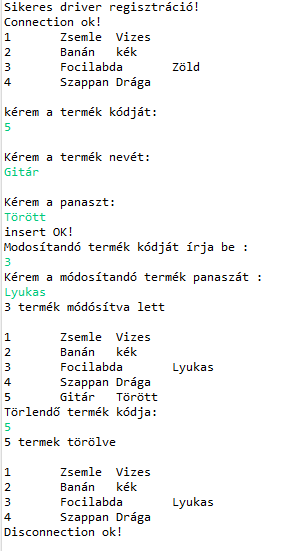 Sikeres driver regisztráció!
Connection ok!
1 Zsemle Vizes
2 Banán kék
3 Focilabda Zöld
4 Szappan Drága
kérem a termék kódját:
5
Kérem a termék nevét:
Gitár
Kérem a panaszt:
Törött
insert OK!
Modosítandó termék kódját írja be :
3
Kérem a módosítandó termék panaszát :
Lyukas
3 termék módósítva lett
1 Zsemle Vizes
2 Banán kék
3 Focilabda Lyukas
4 Szappan Drága
5 Gitár Törött
Törlendő termék kódja:
5
5 termek törölve
1 Zsemle Vizes
2 Banán kék
3 Focilabda Lyukas
4 Szappan Drága
Disconnection ok!